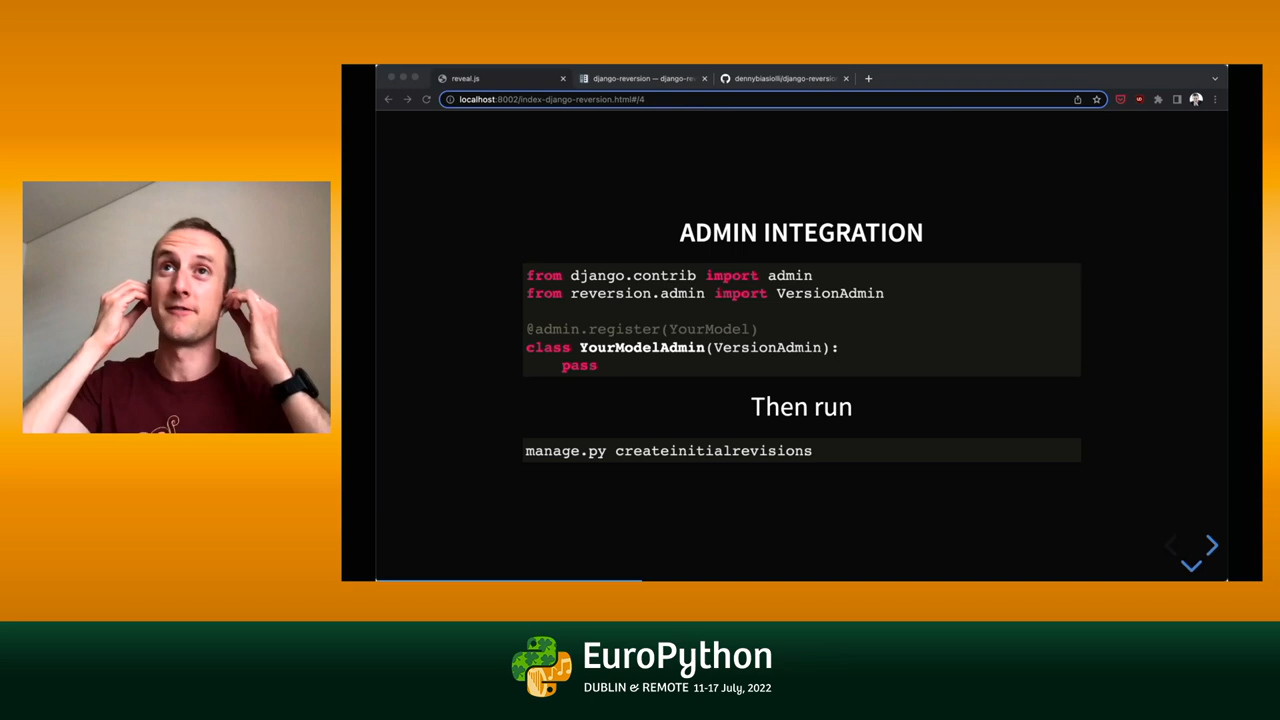 reveal.js
django-reversion — django-rev
dennybiasiolli/django-reversio
localhost:8002/index-django-reversion.html#/4
ADMIN INTEGRATION
from django.contrib import admin
from reversion.admin import VersionAdmin
@admin.register(YourModel)
class YourModelAdmin(VersionAdmin):
pass
Then run
manage.py createinitialrevisions
EuroPython
DUBLIN & REMOTE 11-17 July, 2022